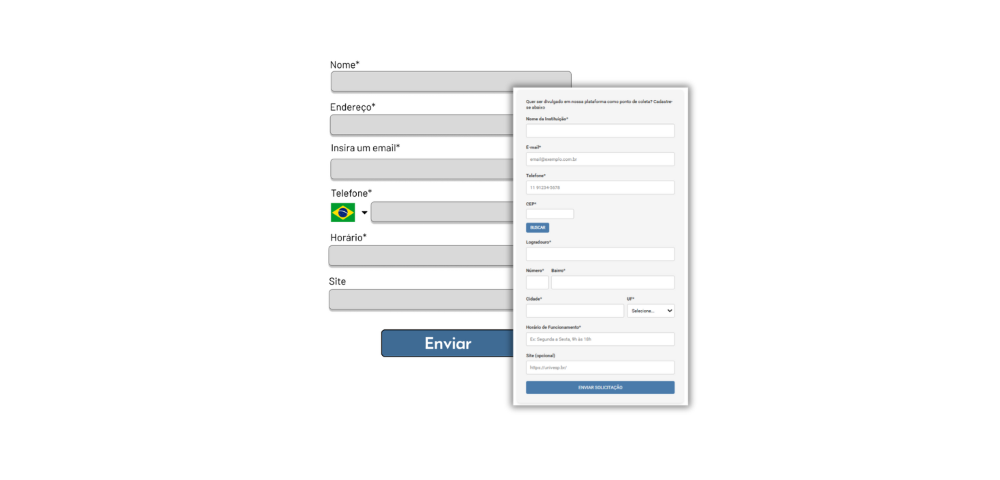 Nome*
Endereço*
Insira um email*
Telefone*
Horário*
Site
Enviar
Quer ser divulgado em nossa plataforma como ponto de coleta? Cadastre-
se abaixo
Nome da Instituição*
E-mail*
email@exemplo.com.br
Telefone*
11 91234-5678
CEP*
BUSCAR
Logradouro*
Número* Bairro*
Cidade* UF*
Selecione...
Horário de Funcionamento*
Ex: Segunda a Sexta, 9h às 18h
Site (opcional)
https://univesp.br/
ENVIAR SOLICITAÇÃO